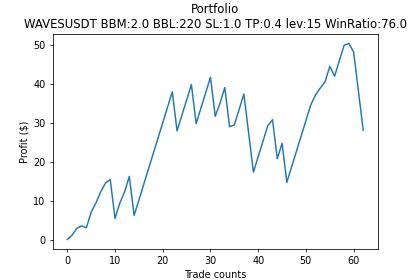 Portfolio
WAVESUSDT BBM:2.0 BBL:220 SL:1.0 TP:0.4 lev:15 WinRatio:76.0
50
40
30
20
10
0
Profit ($)
0 10 20 30 40 50 60
Trade counts